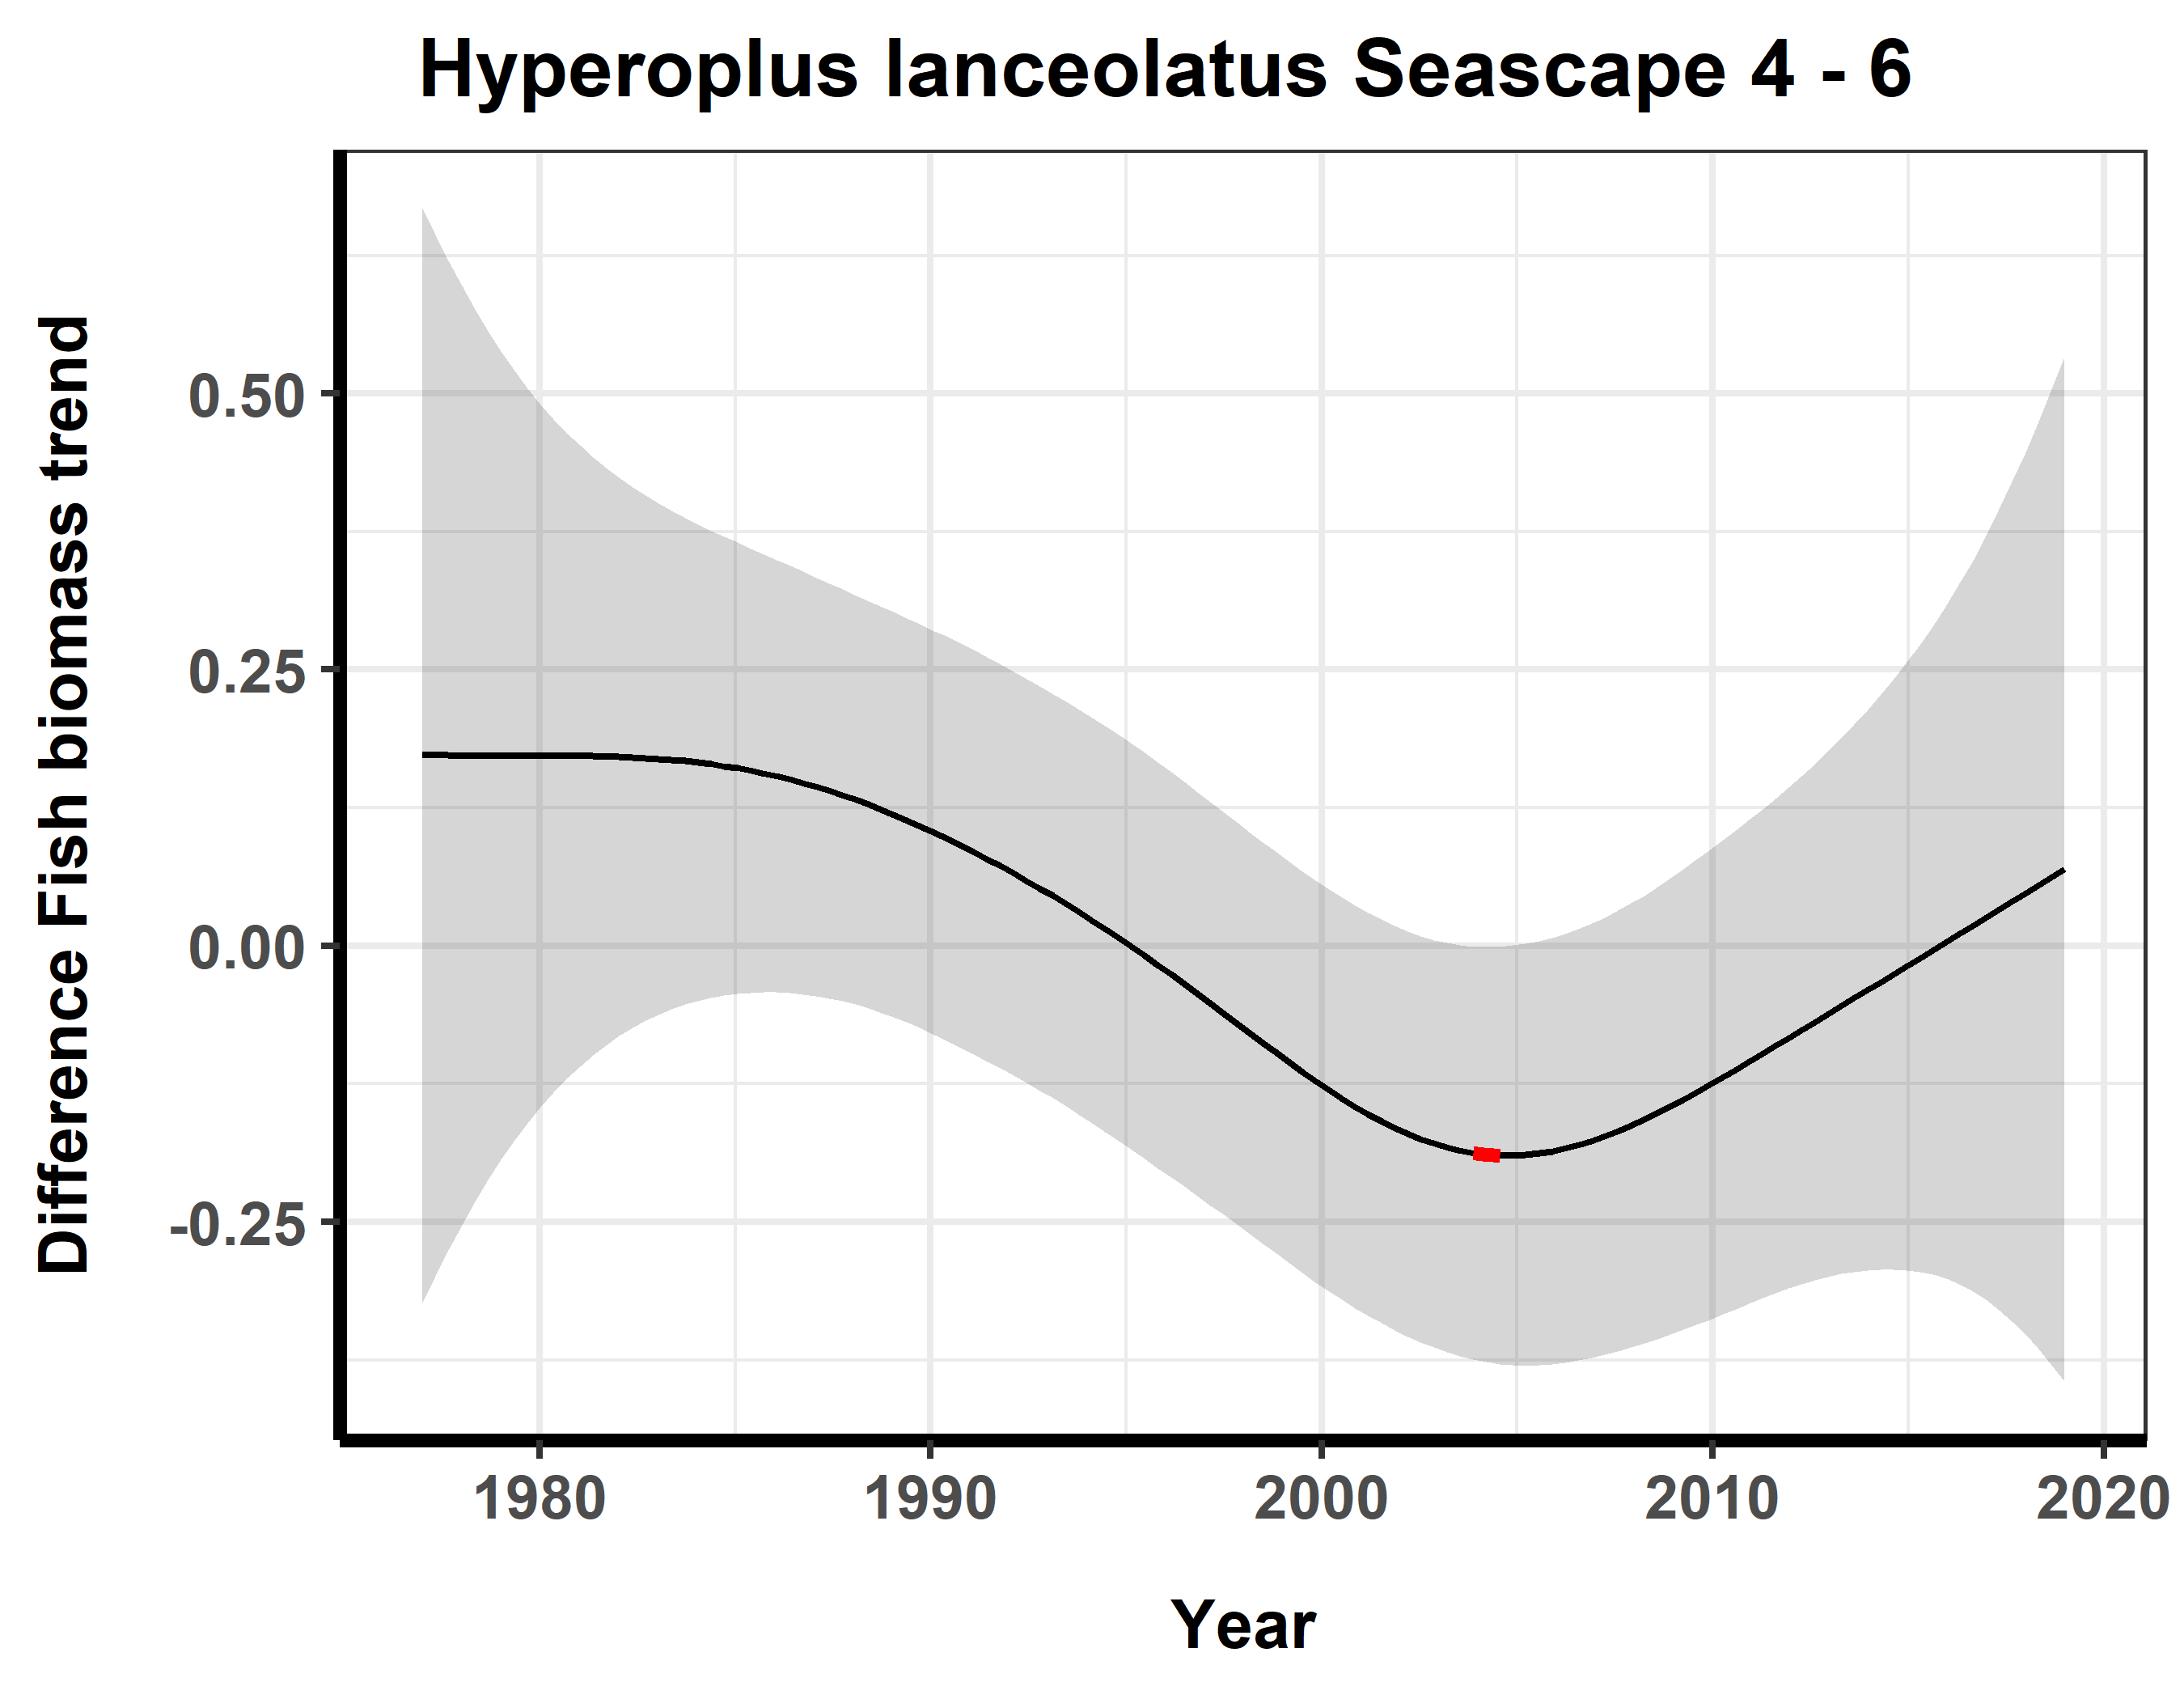 Hyperoplus lanceolatus Seascape 4 - 6
Difference Fish biomass trend
0.50
0.25
0.00
-0.25
1980 1990 2000 2010 2020
Year